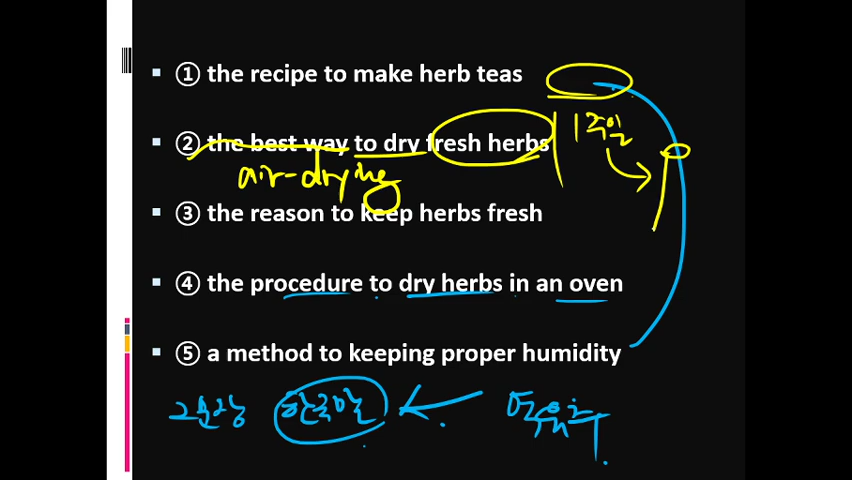 ① the recipe to make herb teas
② the best way to dry fresh herbs
air-drying
③ the reason to keep herbs fresh
④ the procedure to dry herbs in an oven
⑤ a method to keeping proper humidity
한국말